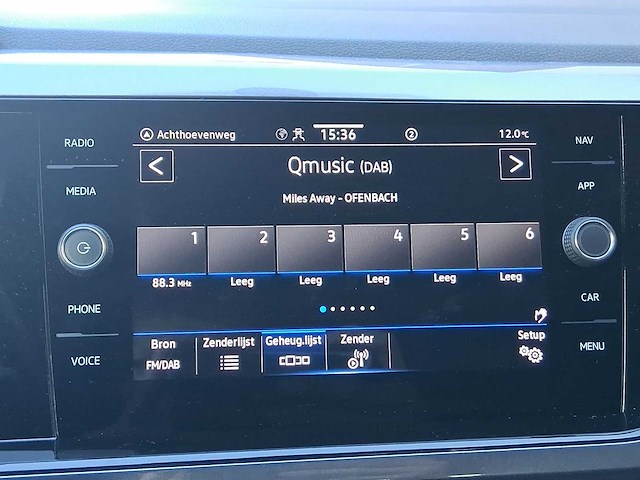 RADIO
MEDIA
PHONE
VOICE
Achthoevenweg 15:36 2 12.0°C
Qmusic (DAB)
Miles Away - OFENBACH
1 2 3 4 5 6
88.3 MHz Leeg Leeg Leeg Leeg Leeg
Bron Zenderlijst Geheug.lijst Zender Setup
FM/DAB
NAV
APP
CAR
MENU